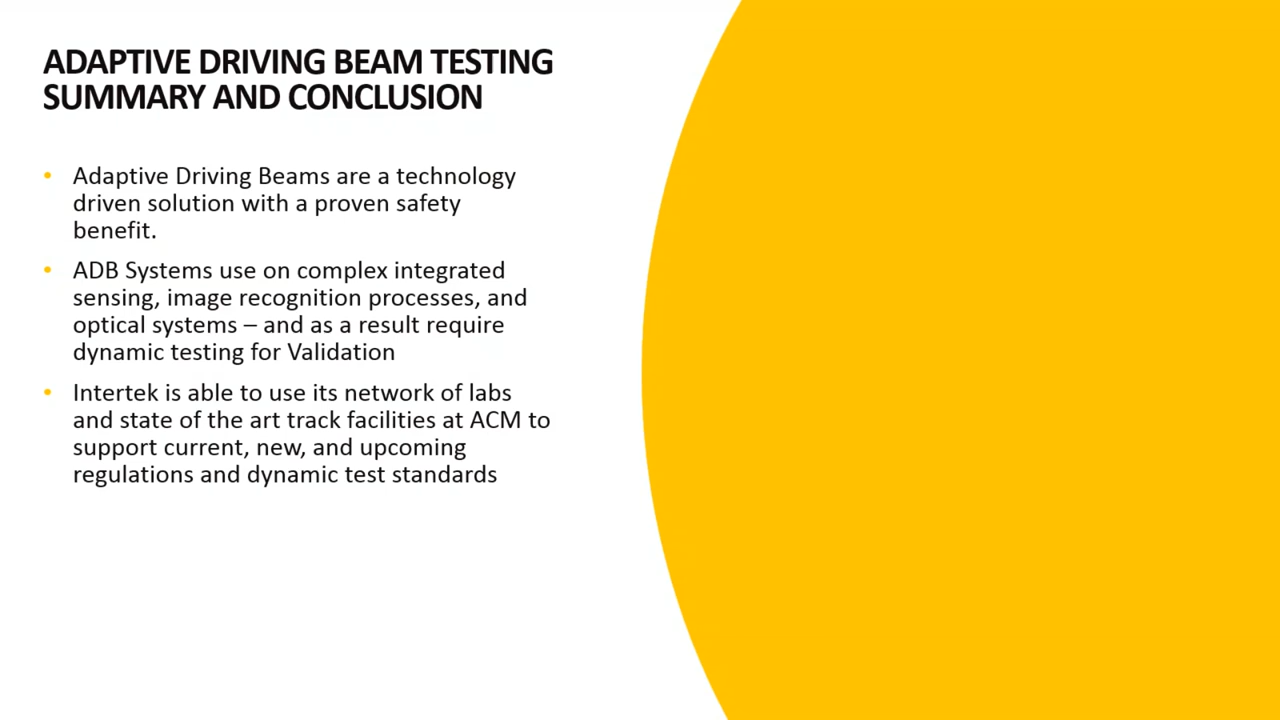 ADAPTIVE DRIVING BEAM TESTING
SUMMARY AND CONCLUSION
• Adaptive Driving Beams are a technology
driven solution with a proven safety
benefit.
• ADB Systems use on complex integrated
sensing, image recognition processes, and
optical systems – and as a result require
dynamic testing for Validation
• Intertek is able to use its network of labs
and state of the art track facilities at ACM to
support current, new, and upcoming
regulations and dynamic test standards